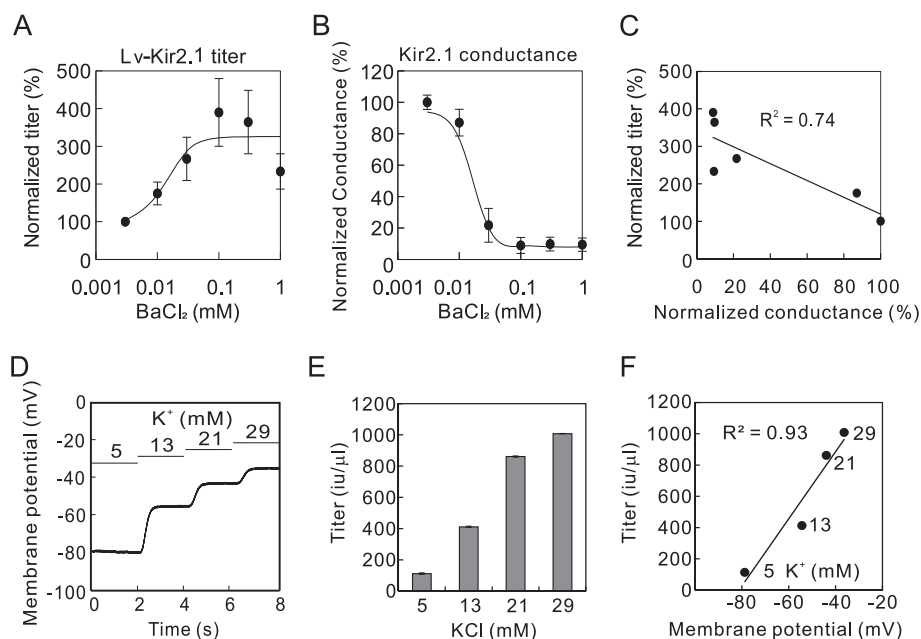 A
Lv-Kir2.1 titer
Normalized titer (%)
500
400
300
200
100
0
0.001
0.01
0.1
1
BaCl₂ (mM)
B
Kir2.1 conductance
Normalized Conductance (%)
120
100
80
60
40
20
0
0.001
0.01
0.1
1
BaCl₂ (mM)
C
Normalized titer (%)
500
400
300
200
100
0
R² = 0.74
0 20 40 60 80 100
Normalized conductance (%)
D
Membrane potential (mV)
0
-20
-40
-60
-80
-100
K⁺ (mM)
5 13 21 29
0 2 4 6 8
Time (s)
E
Titer (iu/μl)
1200
1000
800
600
400
200
0
5 13 21 29
KCl (mM)
F
Titer (iu/μl)
1200
1000
800
600
400
200
0
R² = 0.93
29
21
13
5 K⁺ (mM)
-80 -60 -40 -20
Membrane potential (mV)